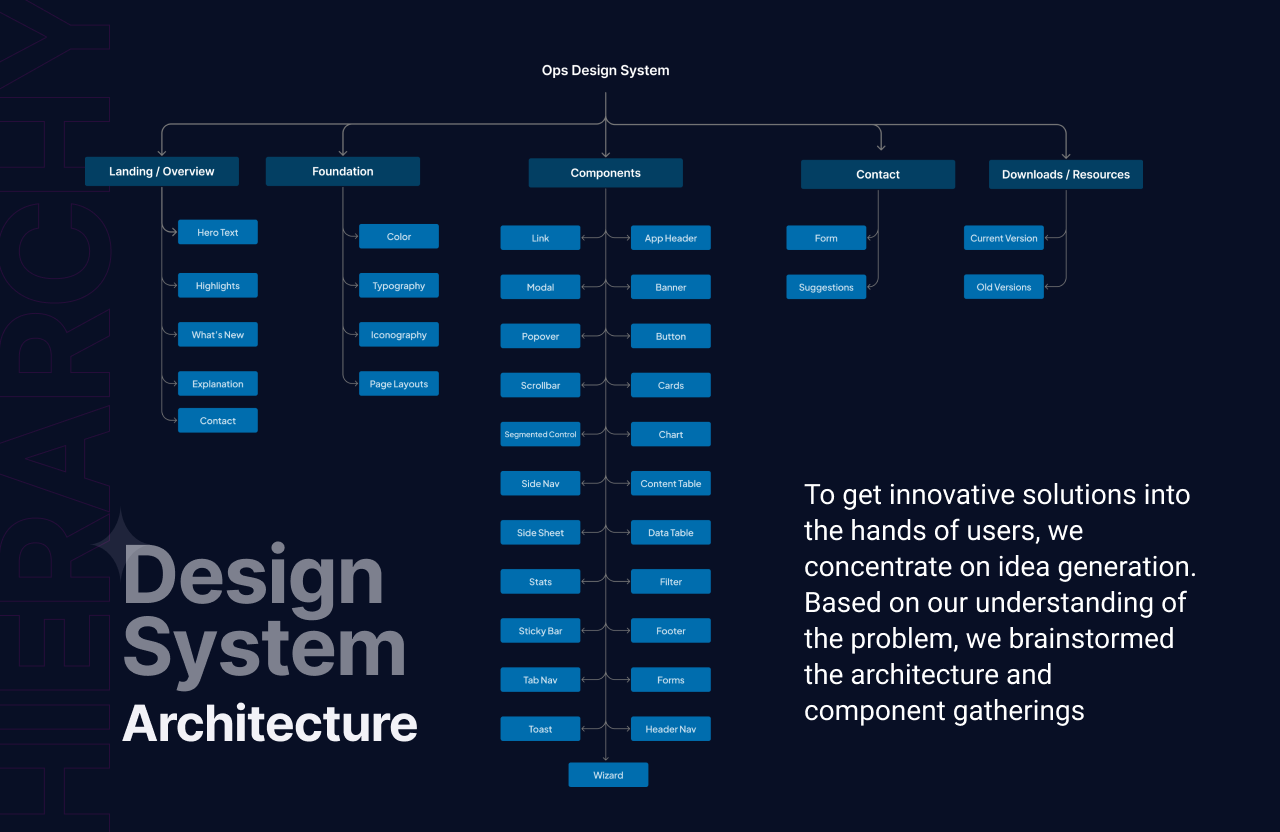 HIERARCHY
Ops Design System
Landing / Overview
Foundation
Components
Contact
Downloads / Resources
Hero Text
Highlights
What's New
Explanation
Contact
Color
Typography
Iconography
Page Layouts
Link
App Header
Modal
Banner
Popover
Button
Scrollbar
Cards
Segmented Control
Chart
Side Nav
Content Table
Side Sheet
Data Table
Stats
Filter
Sticky Bar
Footer
Tab Nav
Forms
Toast
Header Nav
Wizard
Form
Suggestions
Current Version
Old Versions
Design
System
Architecture
To get innovative solutions into
the hands of users, we
concentrate on idea generation.
Based on our understanding of
the problem, we brainstormed
the architecture and
component gatherings